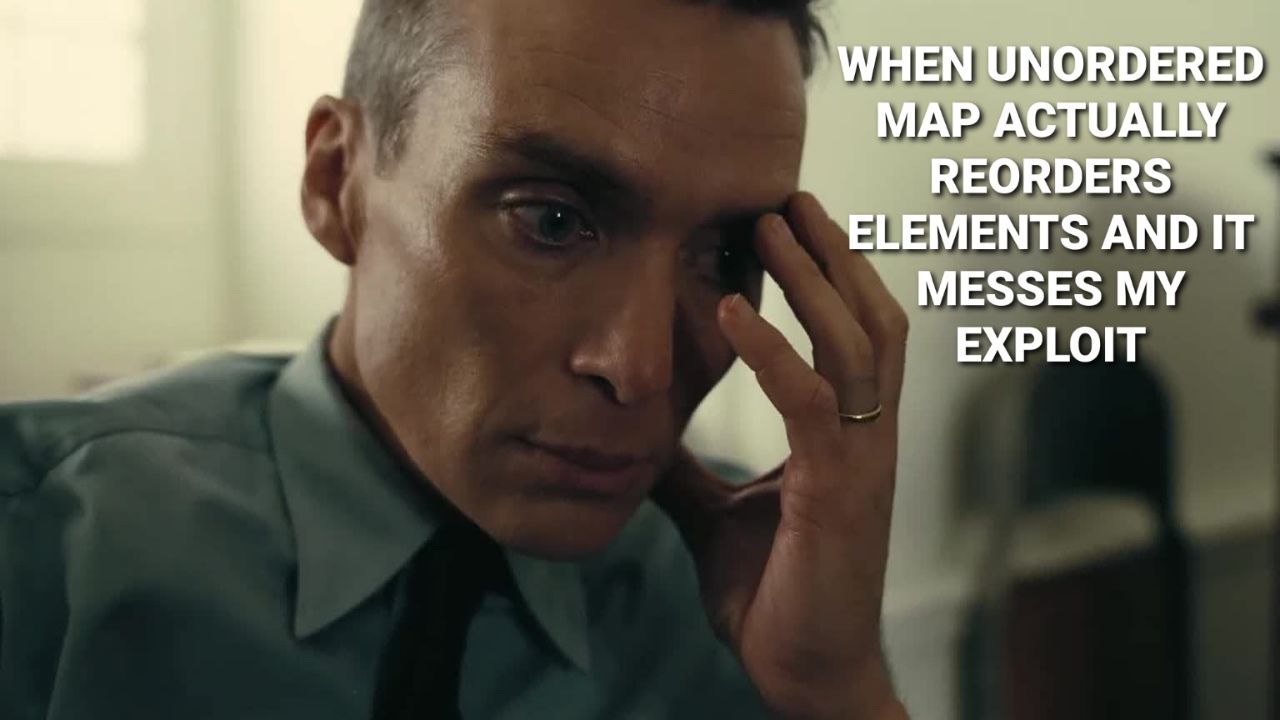 WHEN UNORDERED
MAP ACTUALLY
REORDERS
ELEMENTS AND IT
MESSES MY
EXPLOIT